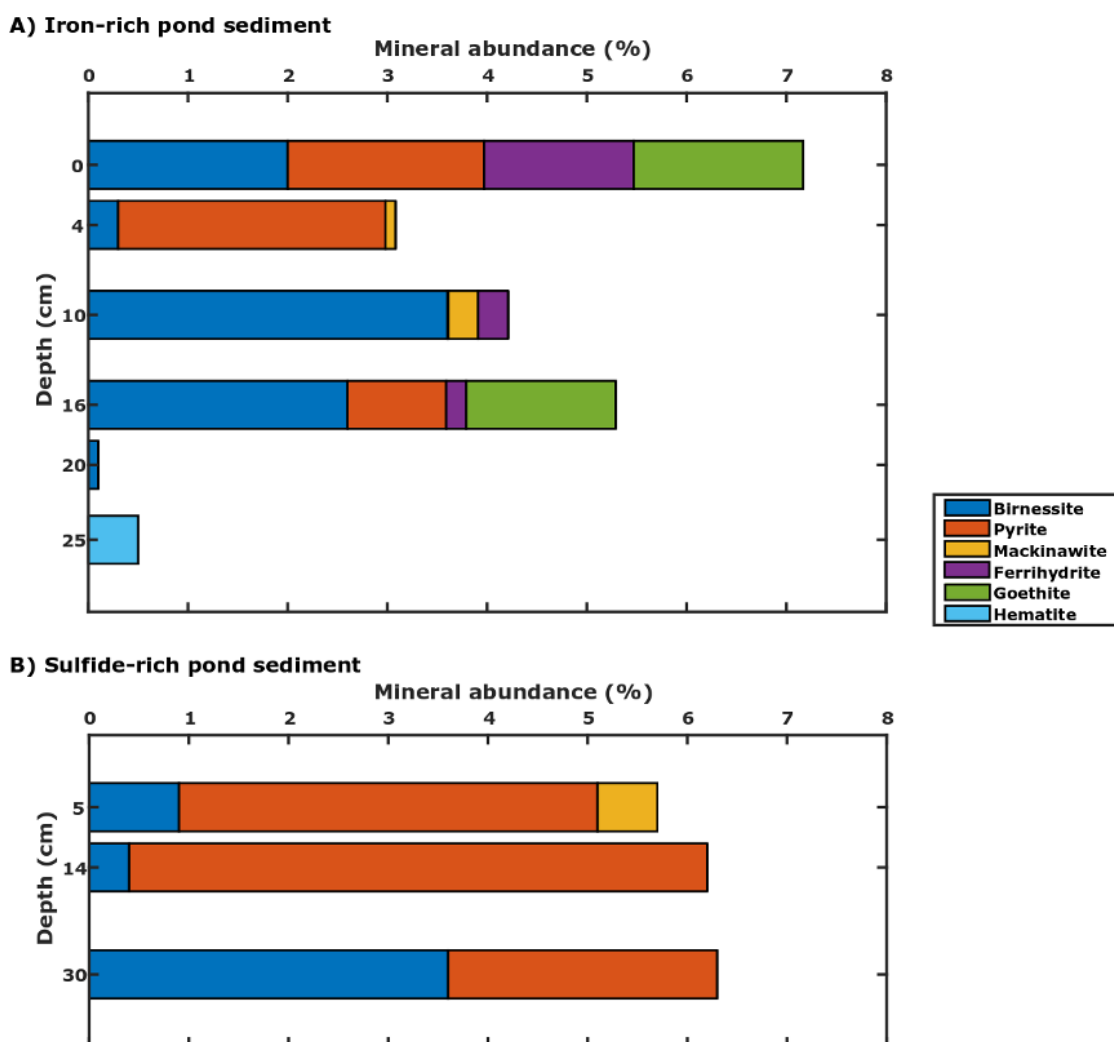 A) Iron-rich pond sediment
Mineral abundance (%)
0 1 2 3 4 5 6 7 8
Depth (cm)
0
4
10
16
20
25
Birnessite
Pyrite
Mackinawite
Ferrihydrite
Goethite
Hematite
B) Sulfide-rich pond sediment
Mineral abundance (%)
0 1 2 3 4 5 6 7 8
Depth (cm)
5
14
30